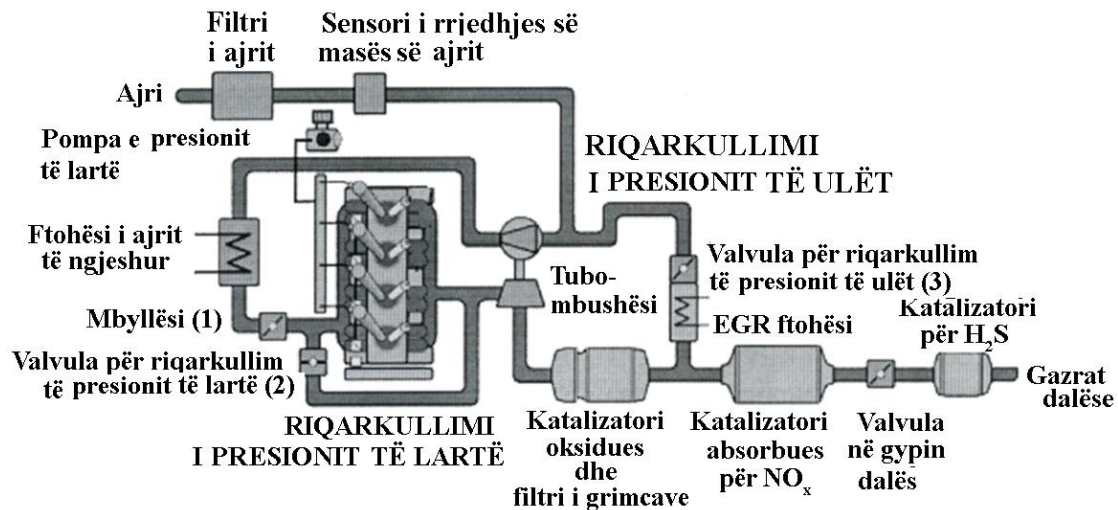 Filtri
i ajrit
Sensori i rrjedhjes së
masës së ajrit
Ajri
Pompa e presionit
të lartë
RIQARKULLIMI
I PRESIONIT TË ULËT
Ftohësi i ajrit
të ngjeshur
Valvula për riqarkullim
të presionit të ulët (3)
Tubo-
mbushësi
Mbyllësi (1)
EGR ftohësi
Katalizatori
për H₂S
Valvula për riqarkullim
të presionit të lartë (2)
Gazrat
dalëse
RIQARKULLIMI
I PRESIONIT TË LARTË
Katalizatori
oksidues
dhe
filtri i grimcave
Katalizatori
absorbues
për NOₓ
Valvula
në gypin
dalës